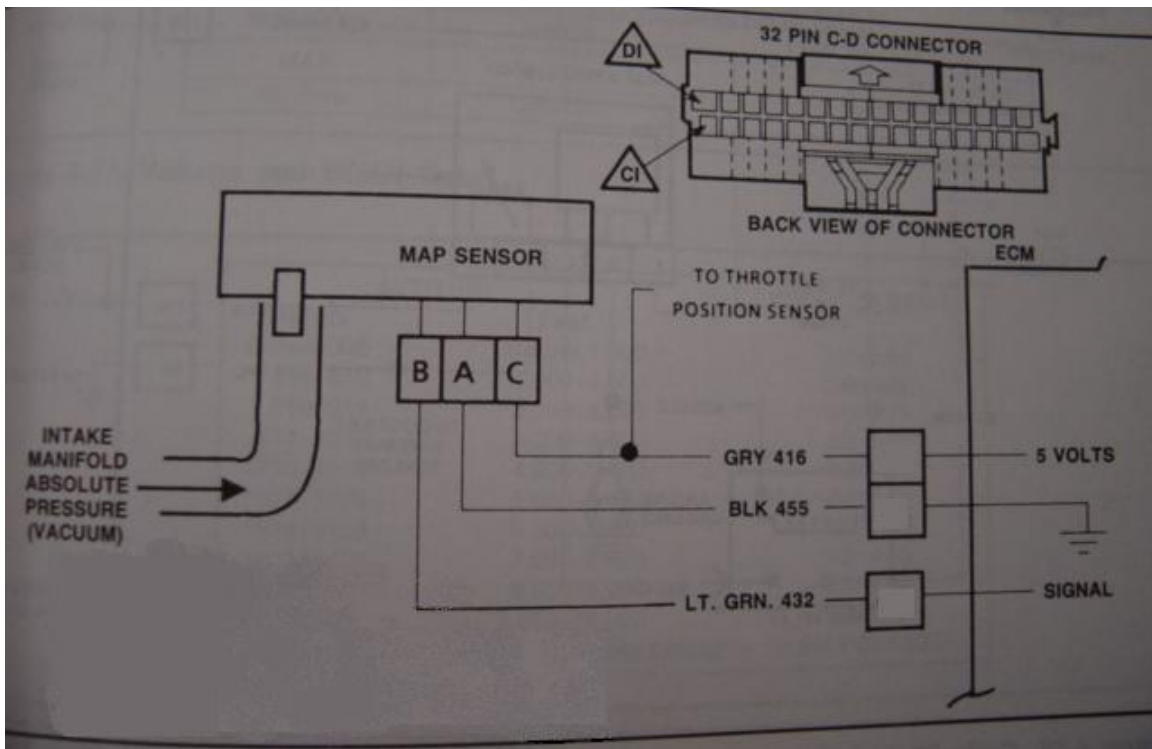 32 PIN C-D CONNECTOR
DI
CI
BACK VIEW OF CONNECTOR
ECM
MAP SENSOR
TO THROTTLE
POSITION SENSOR
B A C
INTAKE
MANIFOLD
ABSOLUTE
PRESSURE
(VACUUM)
GRY 416
5 VOLTS
BLK 455
LT. GRN. 432
SIGNAL